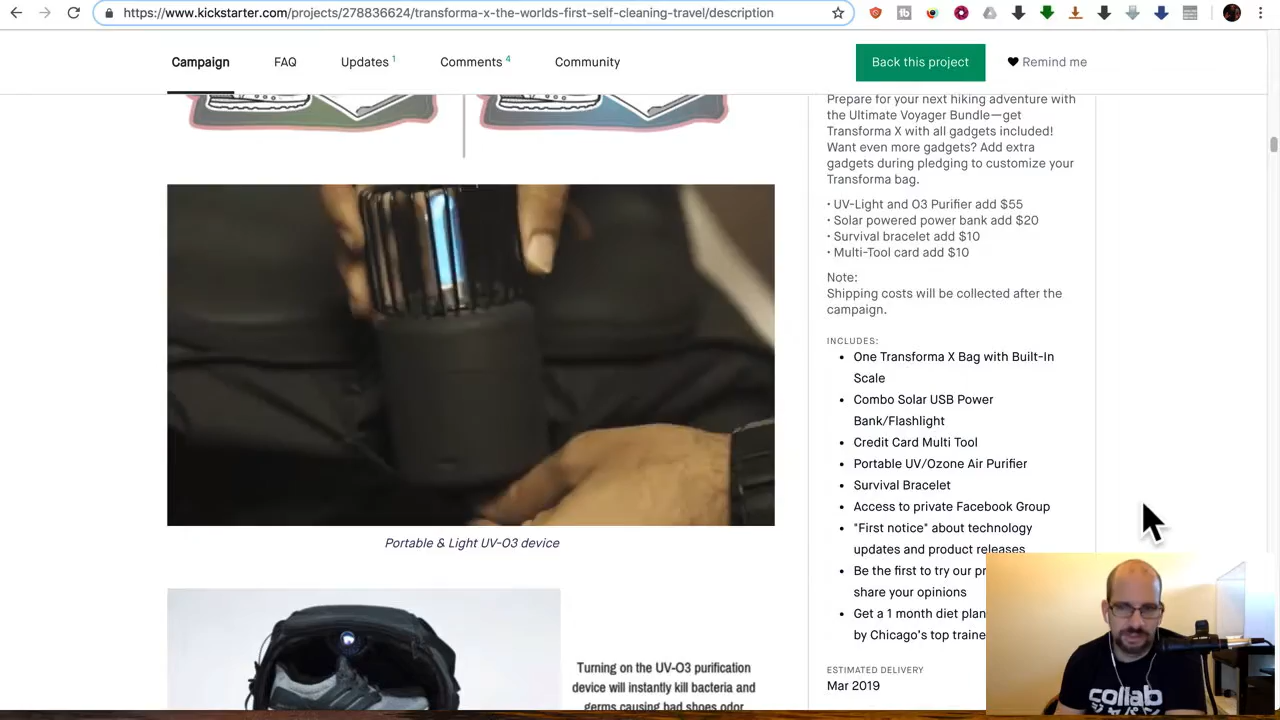 https://www.kickstarter.com/projects/278836624/transforma-x-the-worlds-first-self-cleaning-travel/description
Campaign
FAQ
Updates 1
Comments 4
Community
Back this project
Remind me
Portable & Light UV-O3 device
Turning on the UV-O3 purification
device will instantly kill bacteria and
germs causing bad shoes odor
Prepare for your next hiking adventure with
the Ultimate Voyager Bundle—get
Transforma X with all gadgets included!
Want even more gadgets? Add extra
gadgets during pledging to customize your
Transforma bag.
• UV-Light and O3 Purifier add $55
• Solar powered power bank add $20
• Survival bracelet add $10
• Multi-Tool card add $10
Note:
Shipping costs will be collected after the
campaign.
INCLUDES:
• One Transforma X Bag with Built-In
Scale
• Combo Solar USB Power
Bank/Flashlight
• Credit Card Multi Tool
• Portable UV/Ozone Air Purifier
• Survival Bracelet
• Access to private Facebook Group
• "First notice" about technology
updates and product releases
• Be the first to try our pr
share your opinions
• Get a 1 month diet plan
by Chicago's top traine
ESTIMATED DELIVERY
Mar 2019
collab